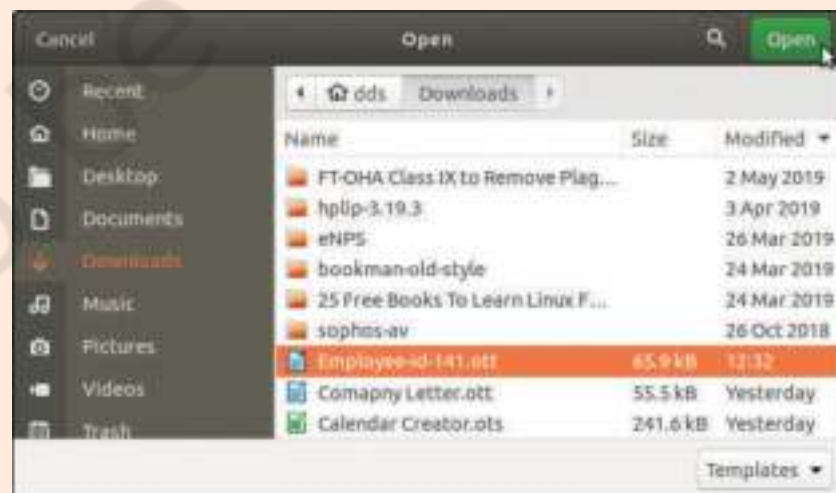 Cancel Open Open
Recent
Home
Desktop
Documents
Downloads
Music
Pictures
Videos
Trash
dds Downloads
Name Size Modified
FT-OHA Class IX to Remove Plag... 2 May 2019
hplip-3.19.3 3 Apr 2019
eNPS 26 Mar 2019
bookman-old-style 24 Mar 2019
25 Free Books To Learn Linux F... 24 Mar 2019
sophos-av 26 Oct 2018
Employee-id-141.ott 65.9 kB 12:32
Comapny Letter.ott 55.5 kB Yesterday
Calendar Creator.ots 241.6 kB Yesterday
Templates